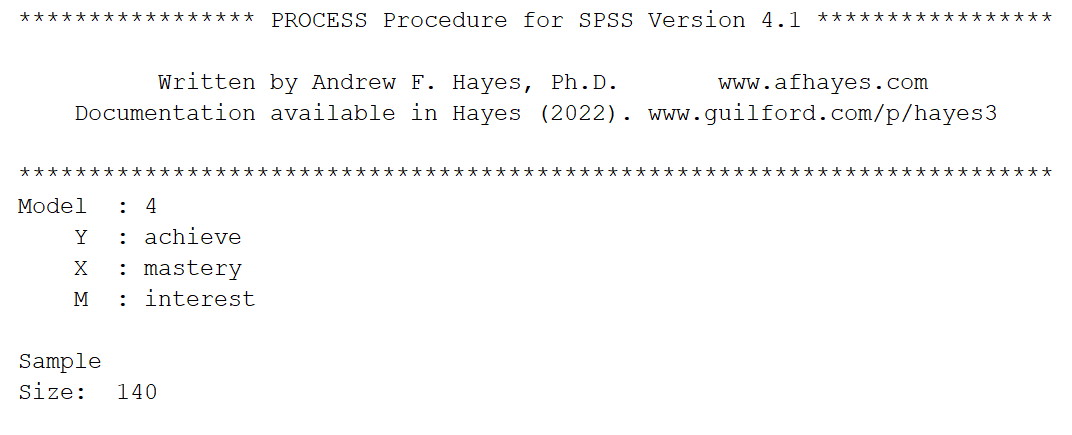 ***************** PROCESS Procedure for SPSS Version 4.1 *****************
Written by Andrew F. Hayes, Ph.D. www.afhayes.com
Documentation available in Hayes (2022). www.guilford.com/p/hayes3
**************************************************************************
Model : 4
Y : achieve
X : mastery
M : interest
Sample
Size: 140